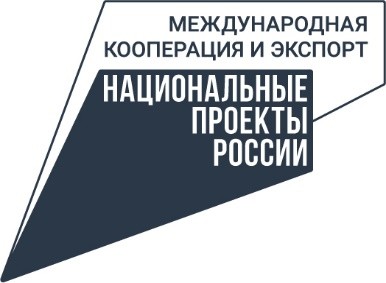 МЕЖДУНАРОДНАЯ
КООПЕРАЦИЯ И ЭКСПОРТ
НАЦИОНАЛЬНЫЕ
ПРОЕКТЫ
РОССИИ